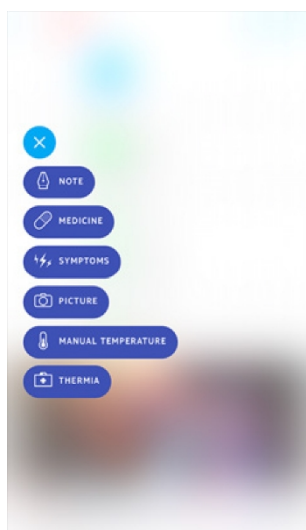 NOTE
MEDICINE
SYMPTOMS
PICTURE
MANUAL TEMPERATURE
THERMIA